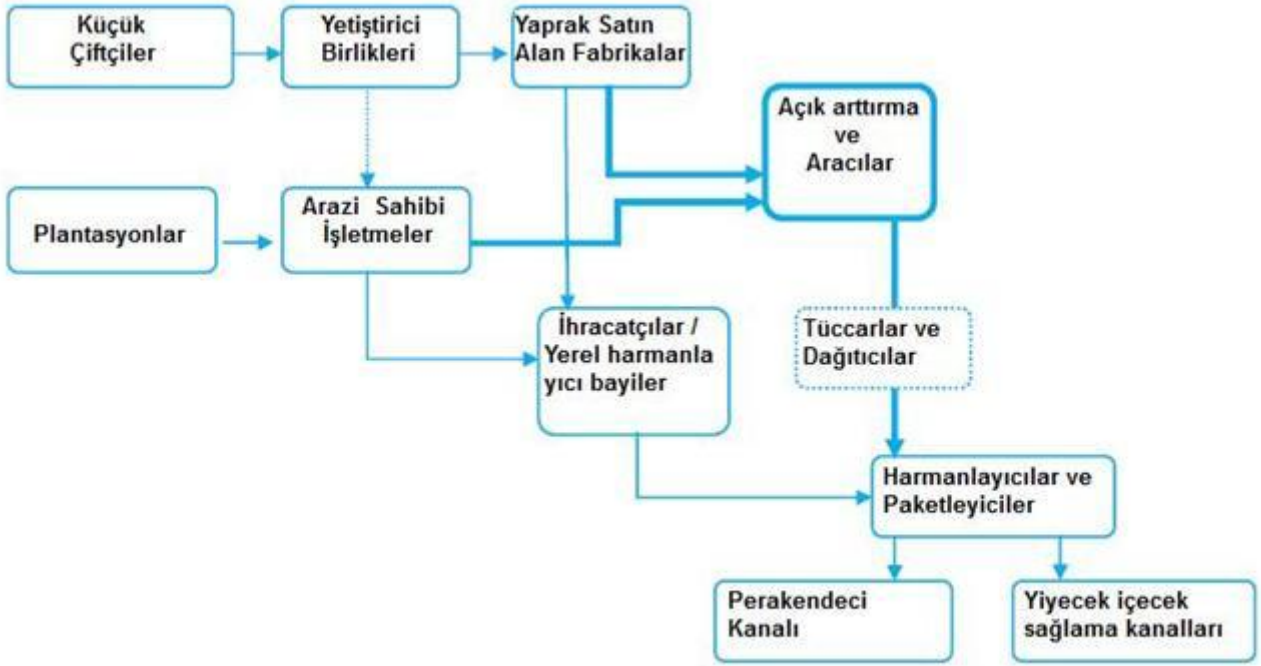 Küçük
Çiftçiler
Yetiştirici
Birlikleri
Yaprak Satın
Alan Fabrikalar
Açık arttırma
ve
Aracılar
Plantasyonlar
Arazi Sahibi
İşletmeler
İhracatçılar /
Yerel harmanla
yıcı bayiler
Tüccarlar ve
Dağıtıcılar
Harmanlayıcılar ve
Paketleyiciler
Perakendeci
Kanalı
Yiyecek içecek
sağlama kanalları